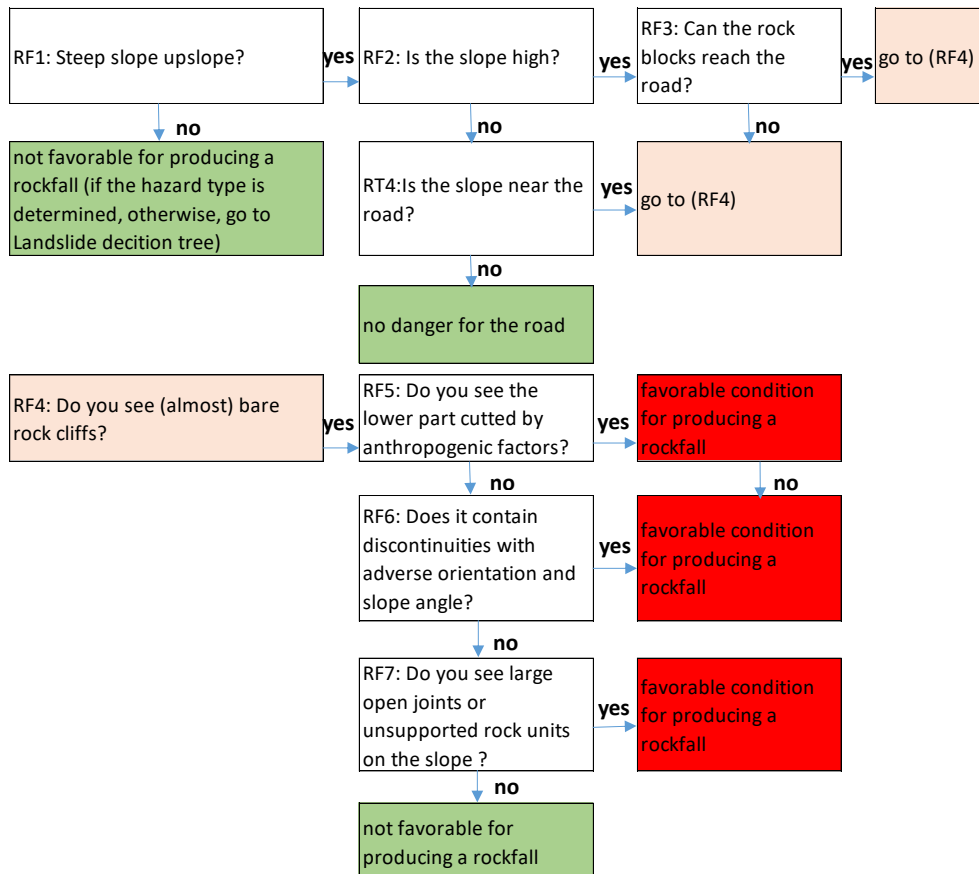 RF1: Steep slope upslope?
yes
RF2: Is the slope high?
yes
RF3: Can the rock
blocks reach the
road?
yes
go to (RF4)
no
no
no
not favorable for producing a
rockfall (if the hazard type is
determined, otherwise, go to
Landslide decition tree)
RT4:Is the slope near the
road?
yes
go to (RF4)
no
no danger for the road
RF4: Do you see (almost) bare
rock cliffs?
yes
RF5: Do you see the
lower part cutted by
anthropogenic factors?
yes
favorable condition
for producing a
rockfall
no
no
RF6: Does it contain
discontinuities with
adverse orientation and
slope angle?
yes
favorable condition
for producing a
rockfall
no
RF7: Do you see large
open joints or
unsupported rock units
on the slope ?
yes
favorable condition
for producing a
rockfall
no
not favorable for
producing a rockfall